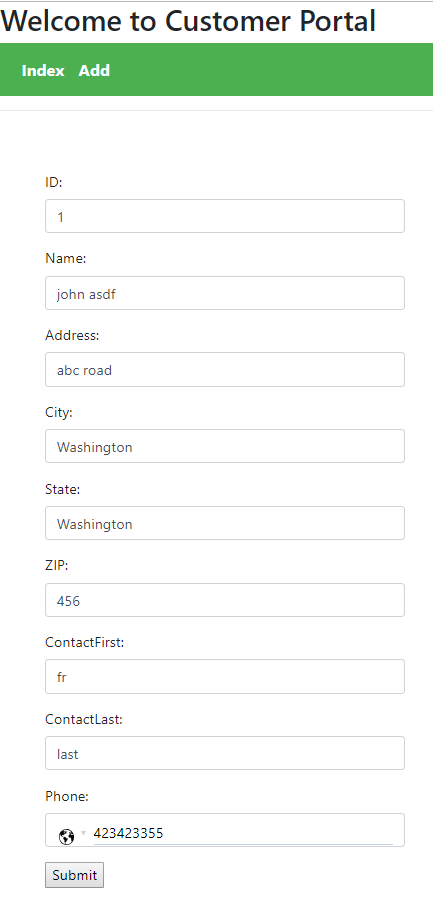 Welcome to Customer Portal
Index Add
ID:
1
Name:
john asdf
Address:
abc road
City:
Washington
State:
Washington
ZIP:
456
ContactFirst:
fr
ContactLast:
last
Phone:
423423355
Submit